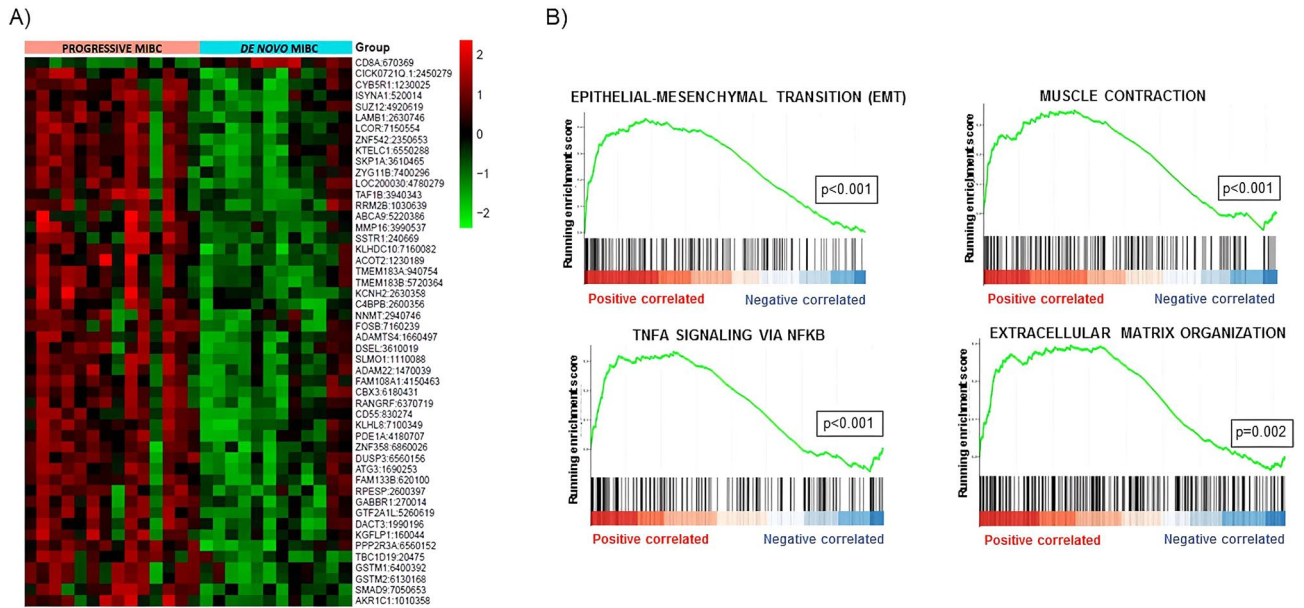 A)
PROGRESSIVE MIBC
DE NOVO MIBC
Group
CD8A:670369
CICK0721Q.1:2450279
CYB5R1:1230025
ISYNA1:520014
SUZ12:4920619
LAMB1:2630746
LCOR:7150554
ZNF542:2350653
KTELC1:6550288
SKP1A:3610465
ZYG11B:7400296
LOC200030:4780279
TAF1B:3940343
RRM2B:1030639
ABCA9:5220386
MMP16:3990537
SSTR1:240669
KLHDC10:7160082
ACOT2:1230189
TMEM183A:940754
TMEM183B:5720364
KCNH2:2630358
C4BPB:2600356
NNMT:2940746
FOSB:7160239
ADAMTS4:1660497
DSEL:3610019
SLMO1:1110088
ADAM22:1470039
FAM108A1:4150463
CBX3:6180431
RANGRF:6370719
CD55:830274
KLHL8:7100349
PDE1A:4180707
ZNF358:6860026
DUSP3:6560156
ATG3:1690253
FAM133B:620100
RPESP:2600397
GABBR1:270014
GTF2A1L:5260619
DACT3:1990196
KGFLP1:160044
PPP2R3A:6560152
TBC1D19:20475
GSTM1:6400392
GSTM2:6130168
SMAD9:7050653
AKR1C1:1010358
2
1
0
−1
−2
B)
EPITHELIAL-MESENCHYMAL TRANSITION (EMT)
Running enrichment score
p<0.001
Positive correlated
Negative correlated
MUSCLE CONTRACTION
Running enrichment score
p<0.001
Positive correlated
Negative correlated
TNFA SIGNALING VIA NFKB
Running enrichment score
p<0.001
Positive correlated
Negative correlated
EXTRACELLULAR MATRIX ORGANIZATION
Running enrichment score
p=0.002
Positive correlated
Negative correlated